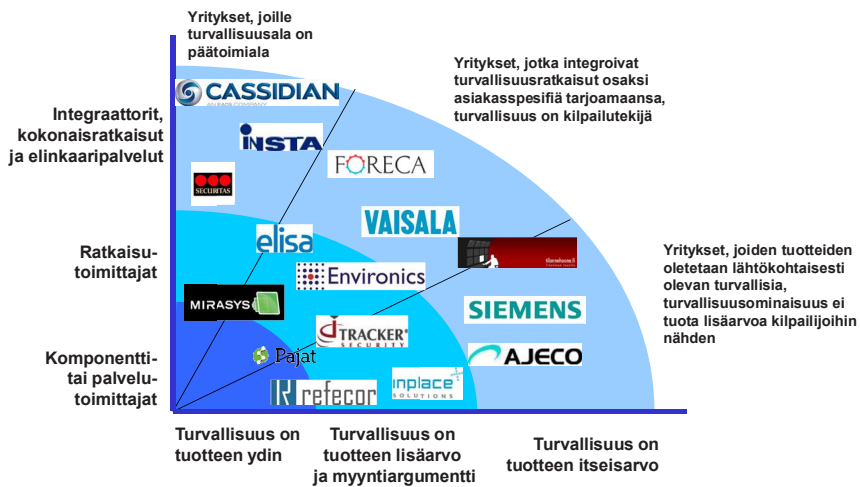 Yritykset, joille
turvallisuusala on
päätoimiala
Yritykset, jotka integroivat
turvallisuusratkaisut osaksi
asiakasspesifiä tarjoamaansa,
turvallisuus on kilpailutekijä
Integraattorit,
kokonaisratkaisut
ja elinkaaripalvelut
CASSIDIAN
AN EADS COMPANY
INSTA
FORECA
SECURITAS
VAISALA
elisa
Ratkaisu-
toimittajat
Yritykset, joiden tuotteiden
oletetaan lähtökohtaisesti
olevan turvallisia,
turvallisuusominaisuus ei
tuota lisäarvoa kilpailijoihin
nähden
Environics
MIRASYS
SIEMENS
TRACKER
SECURITY
Pajat
AJECO
Komponentti-
tai palvelu-
toimittajat
refecor
inplace
SOLUTIONS
Turvallisuus on
tuotteen ydin
Turvallisuus on
tuotteen lisäarvo
ja myyntiargumentti
Turvallisuus on
tuotteen itseisarvo